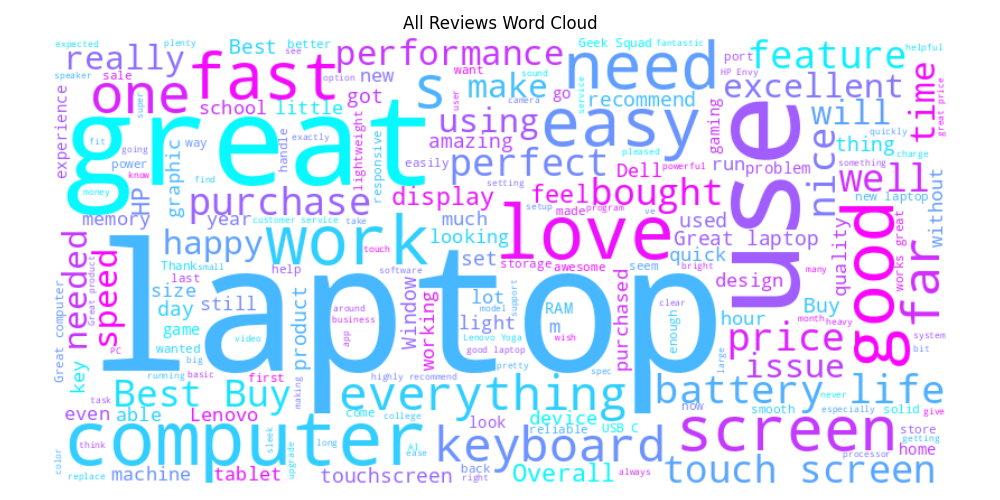 All Reviews Word Cloud
expected plenty Best better see
Geek Squad fantastic
helpful
really
performance
need
feature
speaker sale
fast
option new
want sound
port HP Envy
excellent
one
super
got
s
make go
service
recommend
will
time
great price
school little
user camera
experience
great
using
easy
gaming
nice
thing
quickly
fit going way
handle exactly
lightweight
responsive
amazing
pleased
run problem
charge
power know
graphic
easily
perfect
Dell powerful
use
something
well
money find
HP
purchase
setting
display
feel bought
new laptop
memory
year customer service take
much
setup made program ve
used
good
far
works great
without
love
happy work
looking
Great laptop
quality
needed
Great product
speed
laptop
touch
set
quick
many
Thank small
help
software
storage awesome seem bright
design
last
size
still
product
around
business
Window
working
lot
model
light
support
RAM
m
wish
purchased
clear
enough
hour
Buy
month heavy
day
game
video
app
Lenovo Yoga
good laptop
price
system
bit
Great computer
PC
wanted
big
pretty
spec
large
issue
key
running basic first
making
highly recommend
everything
battery life
never
task
Best Buy
now
smooth especially solid give
even able Lenovo
come college
look
device
reliable USB C
screen
store
getting
computer
sleek
long
AI
ease
keyboard
processor
home
think
color
replace
machine
tablet
upgrade
touchscreen
back
right
Overall
always
touch screen